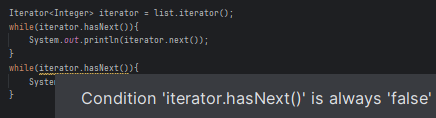 Iterator<Integer> iterator = list.iterator();
while(iterator.hasNext()){
System.out.println(iterator.next());
}
while(iterator.hasNext()){
Syste
}
Condition 'iterator.hasNext()' is always 'false'